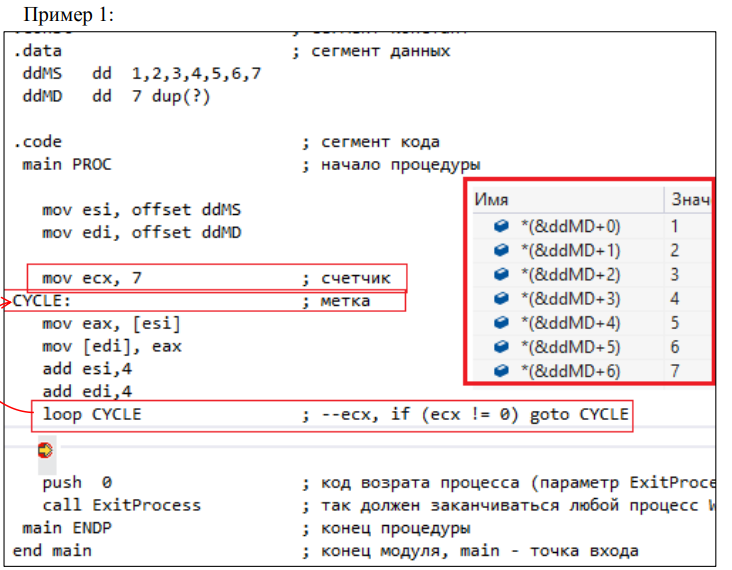 Пример 1:
.data ; сегмент данных
ddMS dd 1,2,3,4,5,6,7
ddMD dd 7 dup(?)
.code ; сегмент кода
main PROC ; начало процедуры
mov esi, offset ddMS
mov edi, offset ddMD
mov ecx, 7 ; счетчик
CYCLE: ; метка
mov eax, [esi]
mov [edi], eax
add esi,4
add edi,4
loop CYCLE ; --ecx, if (ecx != 0) goto CYCLE
Имя Знач
*(&ddMD+0) 1
*(&ddMD+1) 2
*(&ddMD+2) 3
*(&ddMD+3) 4
*(&ddMD+4) 5
*(&ddMD+5) 6
*(&ddMD+6) 7
push 0 ; код возрата процесса (параметр ExitProce
call ExitProcess ; так должен заканчиваться любой процесс W
main ENDP ; конец процедуры
end main ; конец модуля, main - точка входа